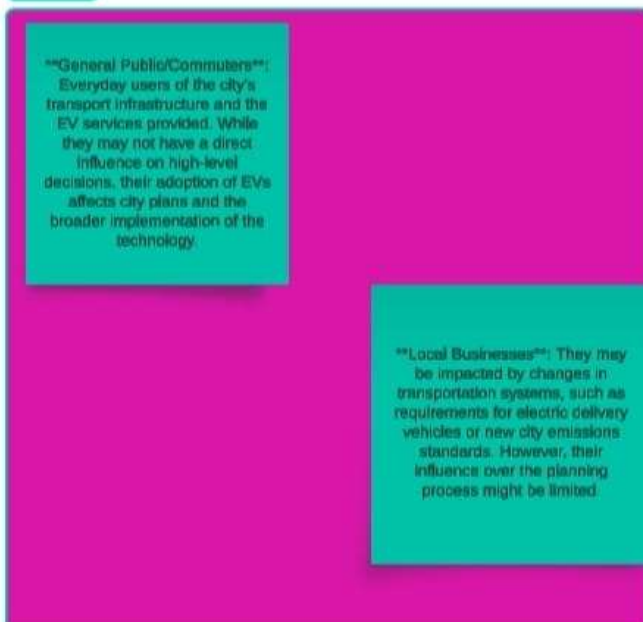 **General Public/Commuters**:
Everyday users of the city's
transport infrastructure and the
EV services provided. While
they may not have a direct
influence on high-level
decisions, their adoption of EVs
affects city plans and the
broader implementation of the
technology.
**Local Businesses**: They may
be impacted by changes in
transportation systems, such as
requirements for electric delivery
vehicles or new city emissions
standards. However, their
influence over the planning
process might be limited.